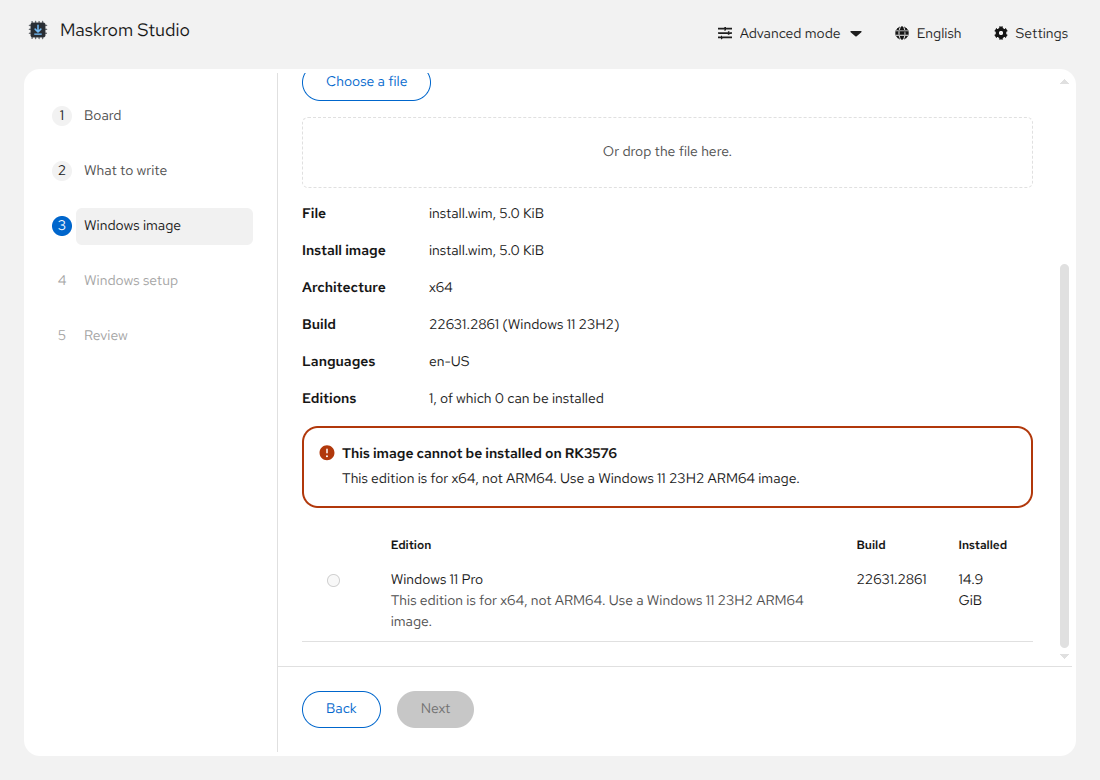 Maskrom Studio
Advanced mode
English
Settings
1 Board
2 What to write
3 Windows image
4 Windows setup
5 Review
Choose a file
Or drop the file here.
File install.wim, 5.0 KiB
Install image install.wim, 5.0 KiB
Architecture x64
Build 22631.2861 (Windows 11 23H2)
Languages en-US
Editions 1, of which 0 can be installed
This image cannot be installed on RK3576
This edition is for x64, not ARM64. Use a Windows 11 23H2 ARM64 image.
Edition Build Installed
Windows 11 Pro 22631.2861 14.9
This edition is for x64, not ARM64. Use a Windows 11 23H2 ARM64 GiB
image.
Back Next